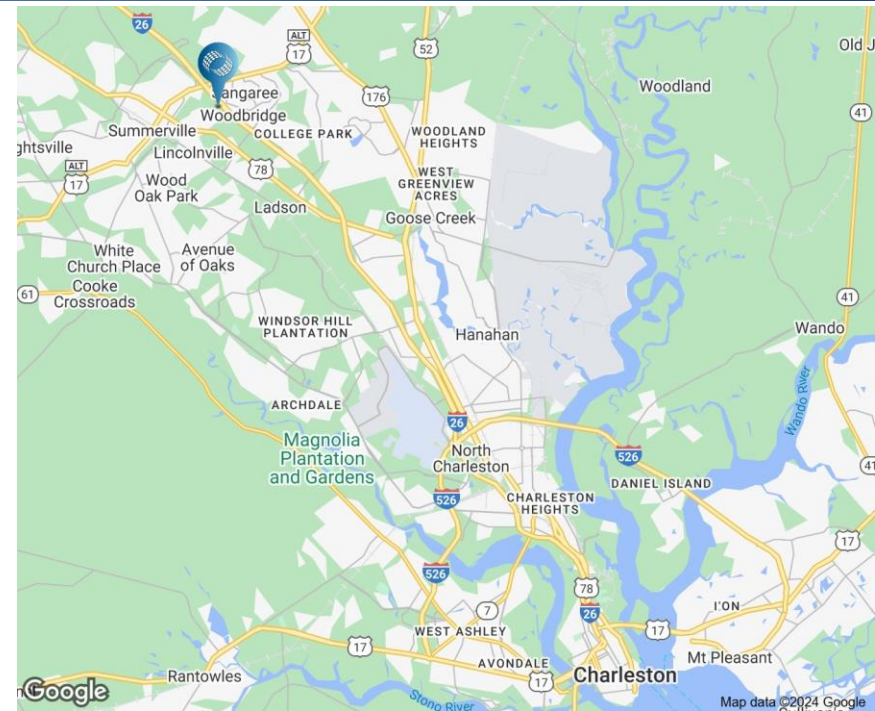 26
ALT
17
52
Old J
Sangaree
176
Woodland
Woodbridge
41
Summerville
COLLEGE PARK
WOODLAND
HEIGHTS
ghtsville
Lincolnville
ALT
17
78
WEST
GREENVIEW
ACRES
Wood
Oak Park
Ladson
Goose Creek
White
Church Place
Avenue
of Oaks
61
Cooke
Crossroads
41
WINDSOR HILL
PLANTATION
Hanahan
Wando
Wando River
ARCHDALE
26
Magnolia
Plantation
and Gardens
North
Charleston
526
41
526
CHARLESTON
HEIGHTS
DANIEL ISLAND
17
526
78
7
26
I'ON
WEST ASHLEY
17
17
Rantowles
AVONDALE
17
Charleston
Mt Pleasant
Stono River
Google
Map data ©2024 Google